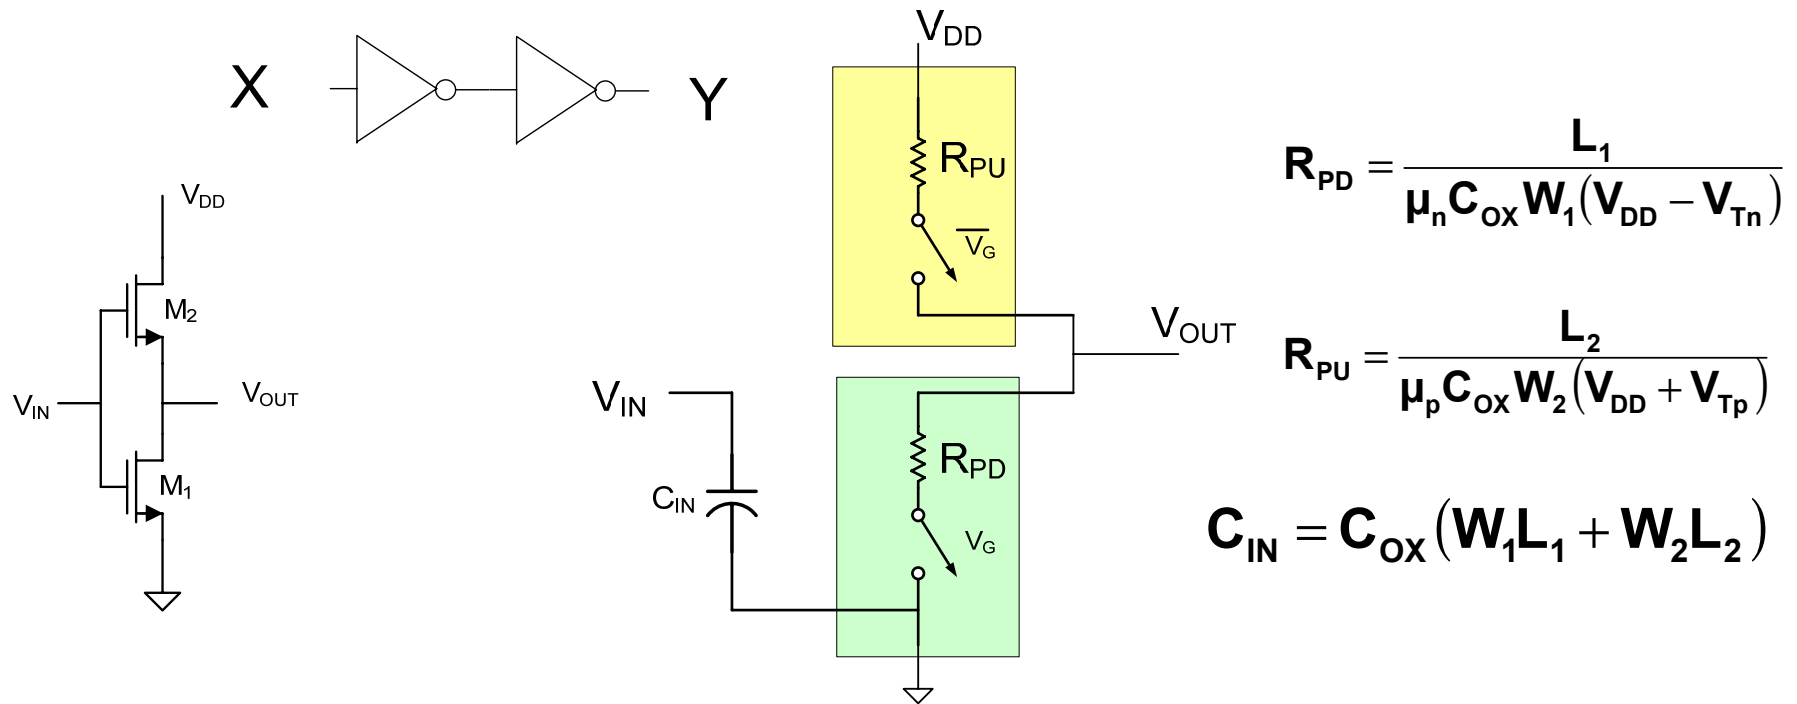 X Y
V_DD
M_2
V_IN
V_OUT
M_1
V_DD
R_PU
\overline{V_G}
V_OUT
V_IN
C_IN
R_PD
V_G
R_PD = L_1 / (μ_n C_OX W_1 (V_DD − V_Tn))
R_PU = L_2 / (μ_p C_OX W_2 (V_DD + V_Tp))
C_IN = C_OX (W_1 L_1 + W_2 L_2)